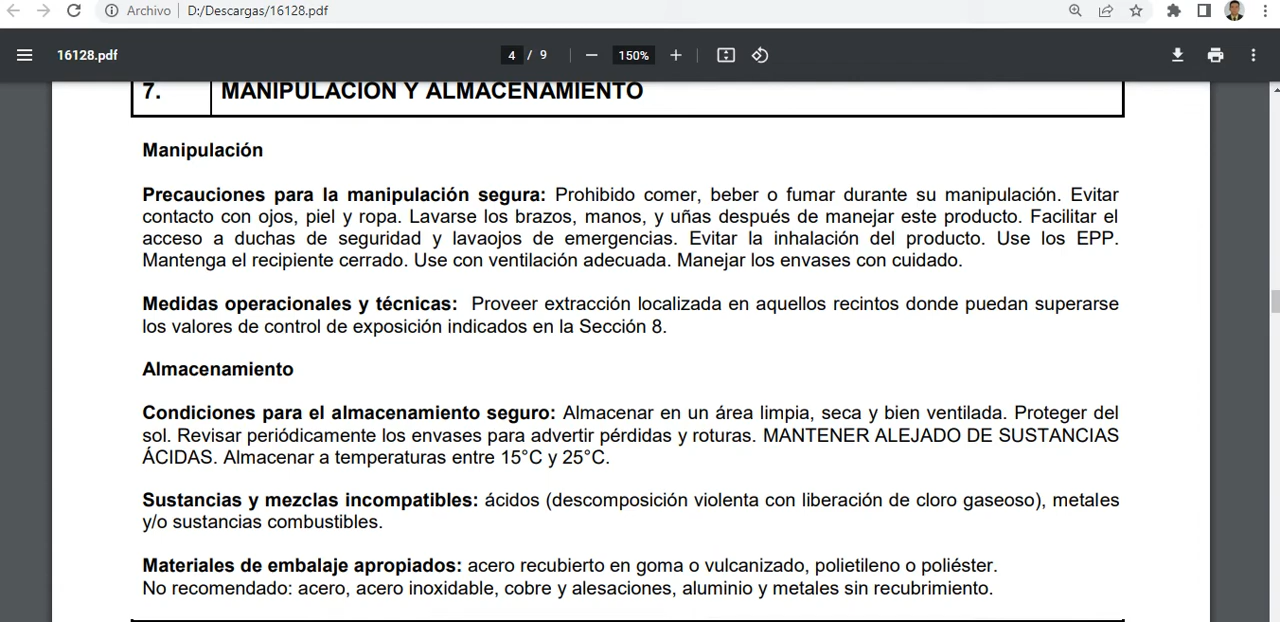 Archivo | D:/Descargas/16128.pdf
16128.pdf 4 / 9 150%
7. MANIPULACIÓN Y ALMACENAMIENTO
Manipulación
Precauciones para la manipulación segura: Prohibido comer, beber o fumar durante su manipulación. Evitar
contacto con ojos, piel y ropa. Lavarse los brazos, manos, y uñas después de manejar este producto. Facilitar el
acceso a duchas de seguridad y lavaojos de emergencias. Evitar la inhalación del producto. Use los EPP.
Mantenga el recipiente cerrado. Use con ventilación adecuada. Manejar los envases con cuidado.
Medidas operacionales y técnicas: Proveer extracción localizada en aquellos recintos donde puedan superarse
los valores de control de exposición indicados en la Sección 8.
Almacenamiento
Condiciones para el almacenamiento seguro: Almacenar en un área limpia, seca y bien ventilada. Proteger del
sol. Revisar periódicamente los envases para advertir pérdidas y roturas. MANTENER ALEJADO DE SUSTANCIAS
ÁCIDAS. Almacenar a temperaturas entre 15°C y 25°C.
Sustancias y mezclas incompatibles: ácidos (descomposición violenta con liberación de cloro gaseoso), metales
y/o sustancias combustibles.
Materiales de embalaje apropiados: acero recubierto en goma o vulcanizado, polietileno o poliéster.
No recomendado: acero, acero inoxidable, cobre y alesaciones, aluminio y metales sin recubrimiento.